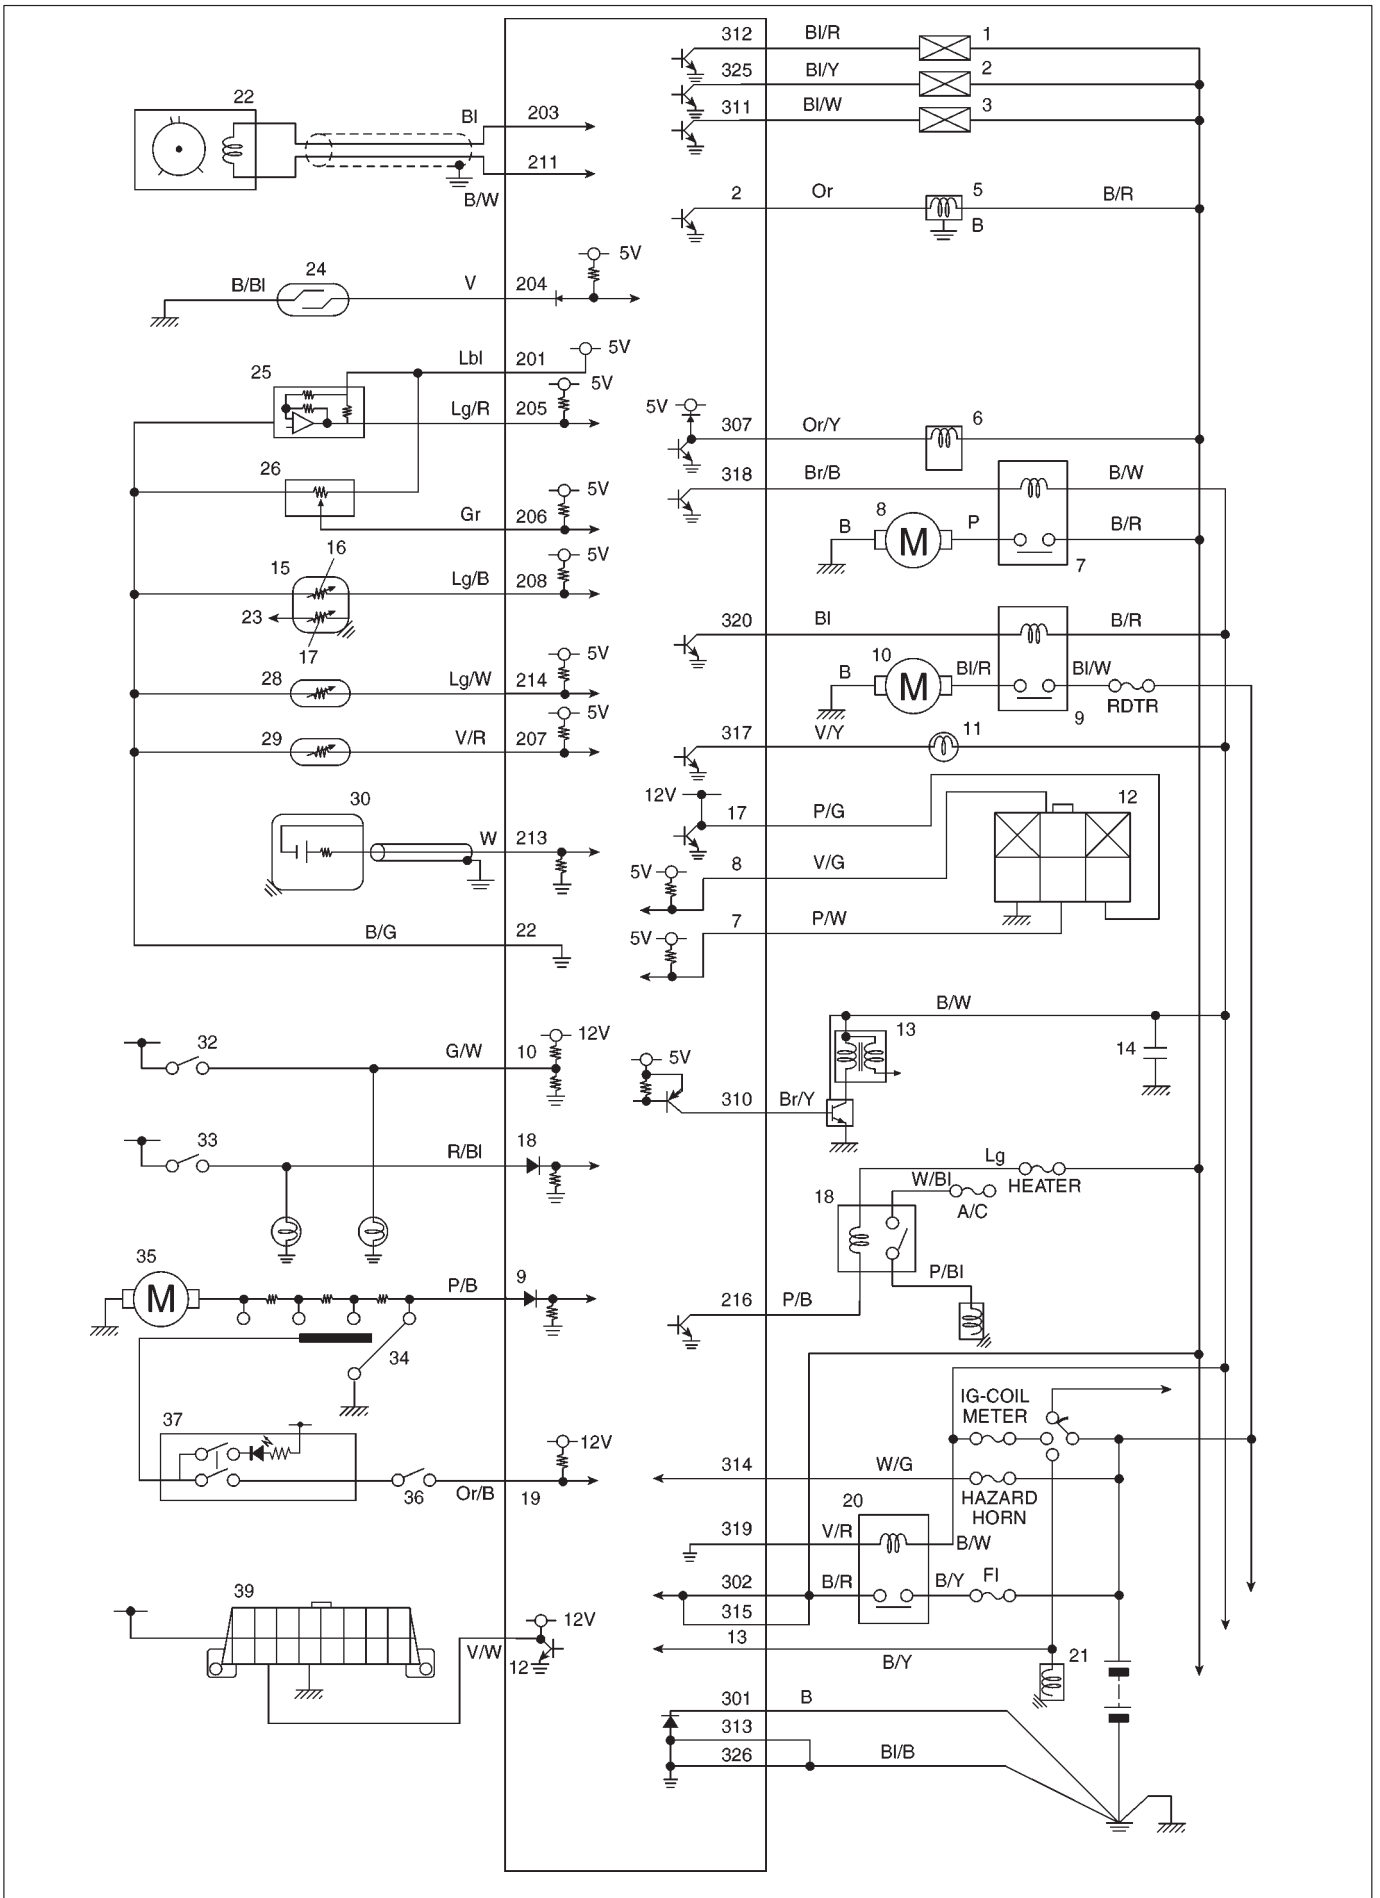 312 Bl/R 1
325 Bl/Y 2
311 Bl/W 3
22 Bl 203
211
B/W
2 Or 5 B/R
B
5V
24
B/Bl V 204
5V
Lbl 201
25 5V
Lg/R 205
5V 307 Or/Y 6
26 318 Br/B B/W
5V
Gr 206
8
B M P B/R
7
16 5V
15 Lg/B 208
23
17
320 Bl B/R
5V
28 Lg/W 214
10
B M Bl/R Bl/W
RDTR
9
5V
29 V/R 207
317 V/Y 11
12V 17 P/G 12
30
W 213
5V 8 V/G
7 P/W
5V
B/G 22
B/W
32 G/W 10 12V
13
14
5V
310 Br/Y
33 R/Bl 18
Lg
HEATER
W/Bl
A/C
18
P/Bl
35
M P/B 9
216 P/B
34
37
12V
36 Or/B 19
IG-COIL
METER
314 W/G
HAZARD
HORN
20
319 V/R B/W
302 B/R B/Y FI
315
13 B/Y
21
39
12V
V/W 12
301 B
313
326 Bl/B